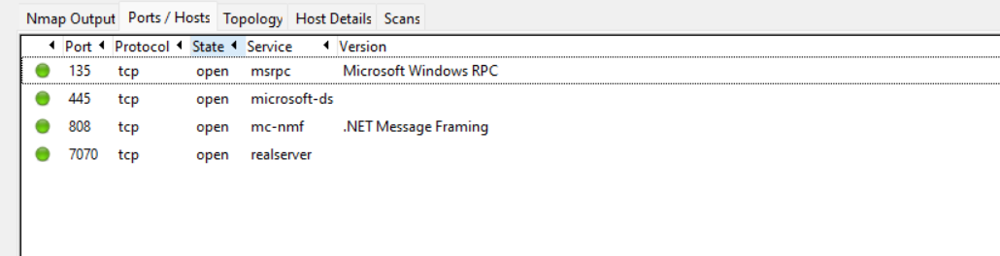 Nmap Output Ports / Hosts Topology Host Details Scans
Port Protocol State Service Version
135 tcp open msrpc Microsoft Windows RPC
445 tcp open microsoft-ds
808 tcp open mc-nmf .NET Message Framing
7070 tcp open realserver